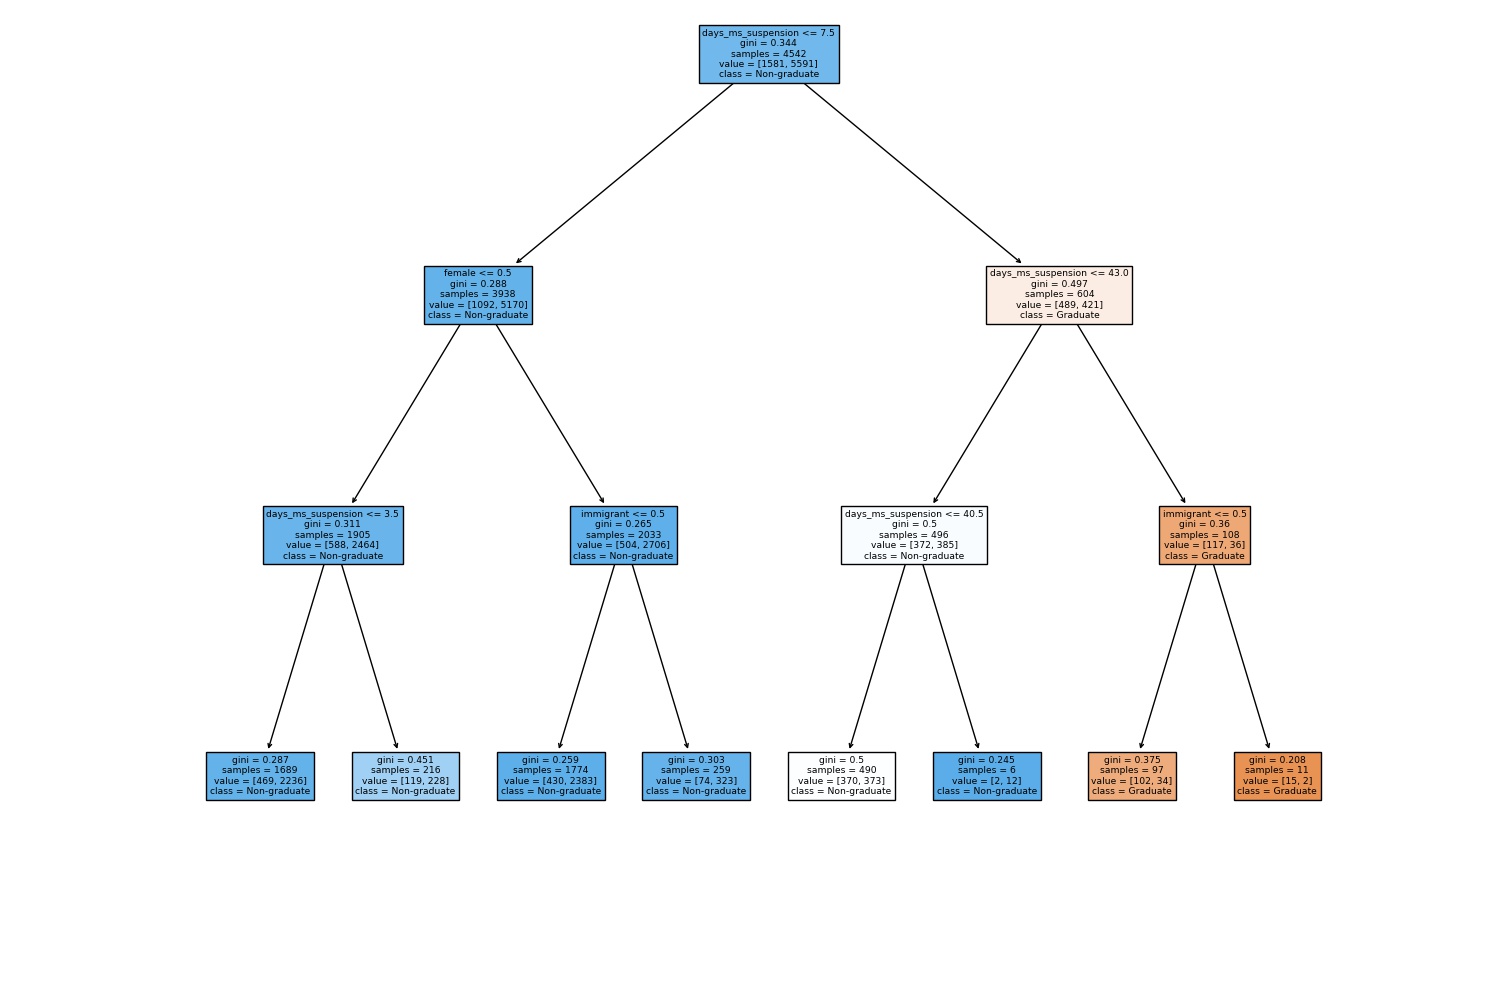 days_ms_suspension <= 7.5
gini = 0.344
samples = 4542
value = [1581, 5591]
class = Non-graduate
female <= 0.5
gini = 0.288
samples = 3938
value = [1092, 5170]
class = Non-graduate
days_ms_suspension <= 43.0
gini = 0.497
samples = 604
value = [489, 421]
class = Graduate
days_ms_suspension <= 3.5
gini = 0.311
samples = 1905
value = [588, 2464]
class = Non-graduate
immigrant <= 0.5
gini = 0.265
samples = 2033
value = [504, 2706]
class = Non-graduate
days_ms_suspension <= 40.5
gini = 0.5
samples = 496
value = [372, 385]
class = Non-graduate
immigrant <= 0.5
gini = 0.36
samples = 108
value = [117, 36]
class = Graduate
gini = 0.287
samples = 1689
value = [469, 2236]
class = Non-graduate
gini = 0.451
samples = 216
value = [119, 228]
class = Non-graduate
gini = 0.259
samples = 1774
value = [430, 2383]
class = Non-graduate
gini = 0.303
samples = 259
value = [74, 323]
class = Non-graduate
gini = 0.5
samples = 490
value = [370, 373]
class = Non-graduate
gini = 0.245
samples = 6
value = [2, 12]
class = Non-graduate
gini = 0.375
samples = 97
value = [102, 34]
class = Graduate
gini = 0.208
samples = 11
value = [15, 2]
class = Graduate